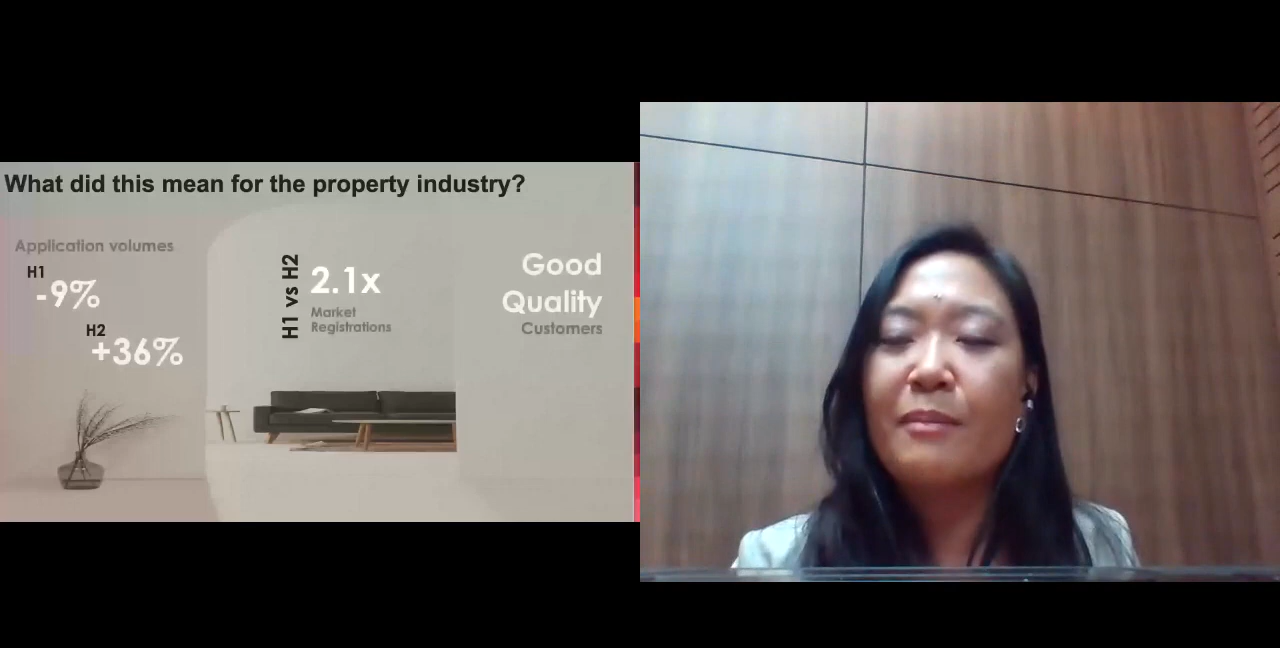 What did this mean for the property industry?
Application volumes
H1
-9%
H2
+36%
H1 vs H2
2.1x
Market
Registrations
Good
Quality
Customers